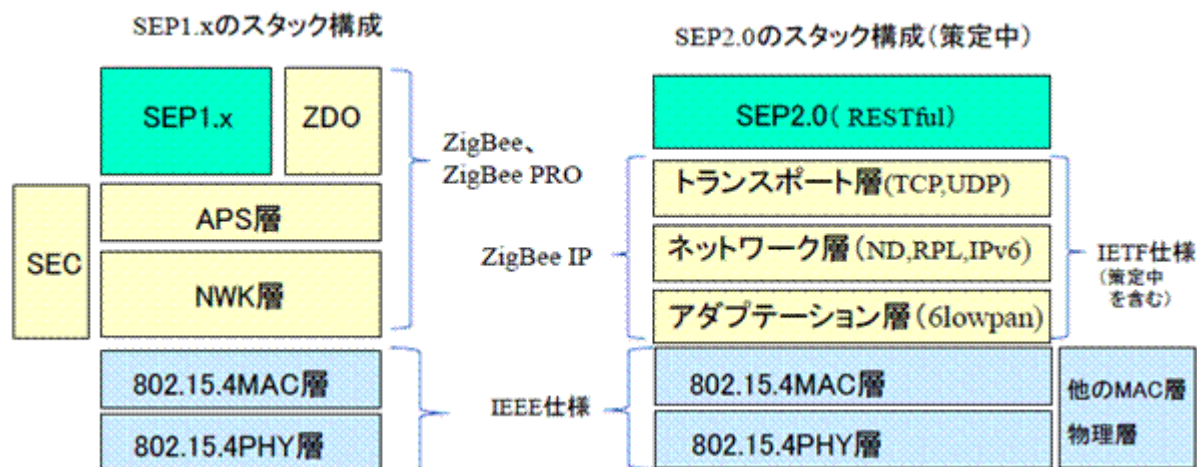 SEP1.xのスタック構成
SEP1.x
ZDO
SEC
APS層
NWK層
802.15.4MAC層
802.15.4PHY層
ZigBee、
ZigBee PRO
ZigBee IP
IEEE仕様
SEP2.0のスタック構成(策定中)
SEP2.0( RESTful)
トランスポート層(TCP,UDP)
ネットワーク層(ND,RPL,IPv6)
アダプテーション層(6lowpan)
802.15.4MAC層
802.15.4PHY層
IETF仕様
(策定中
を含む)
他のMAC層
物理層